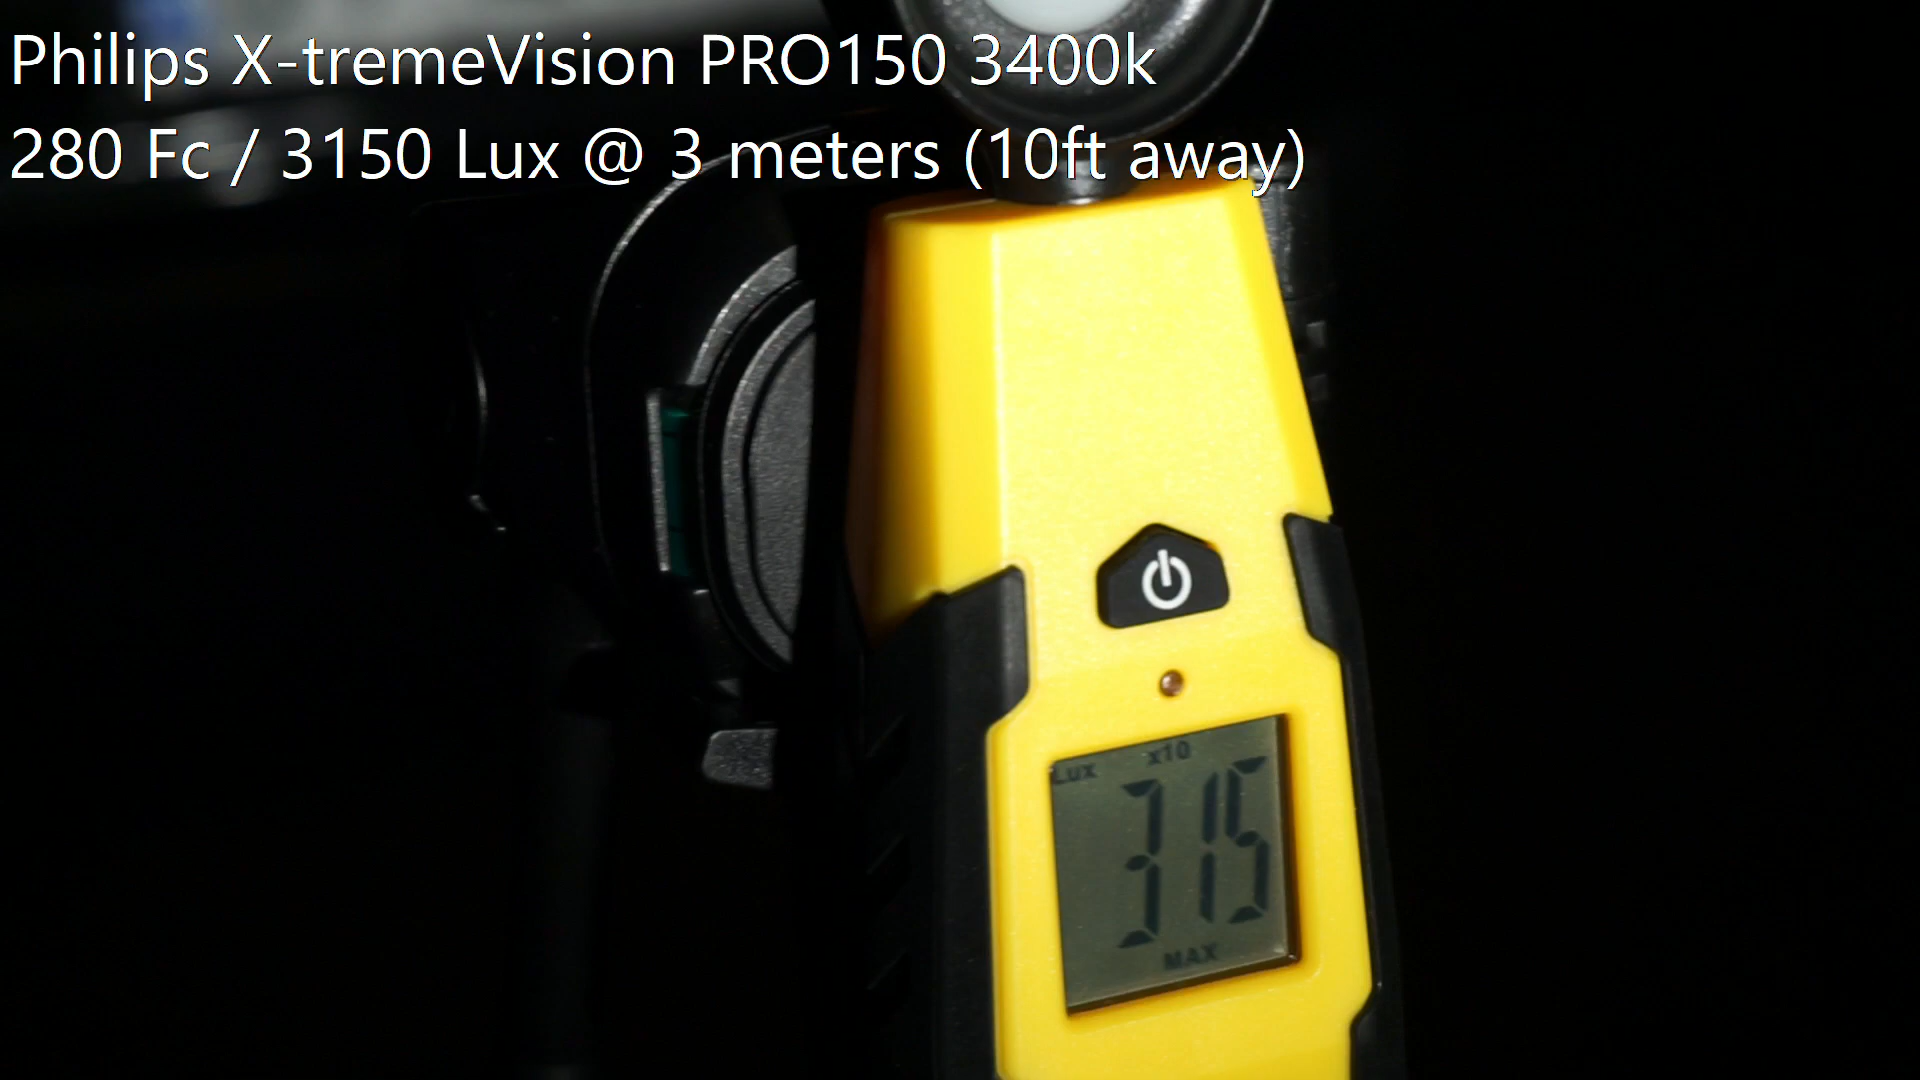 Philips X-tremeVision PRO150 3400k
280 Fc / 3150 Lux @ 3 meters (10ft away)
Lux x10
315
MAX